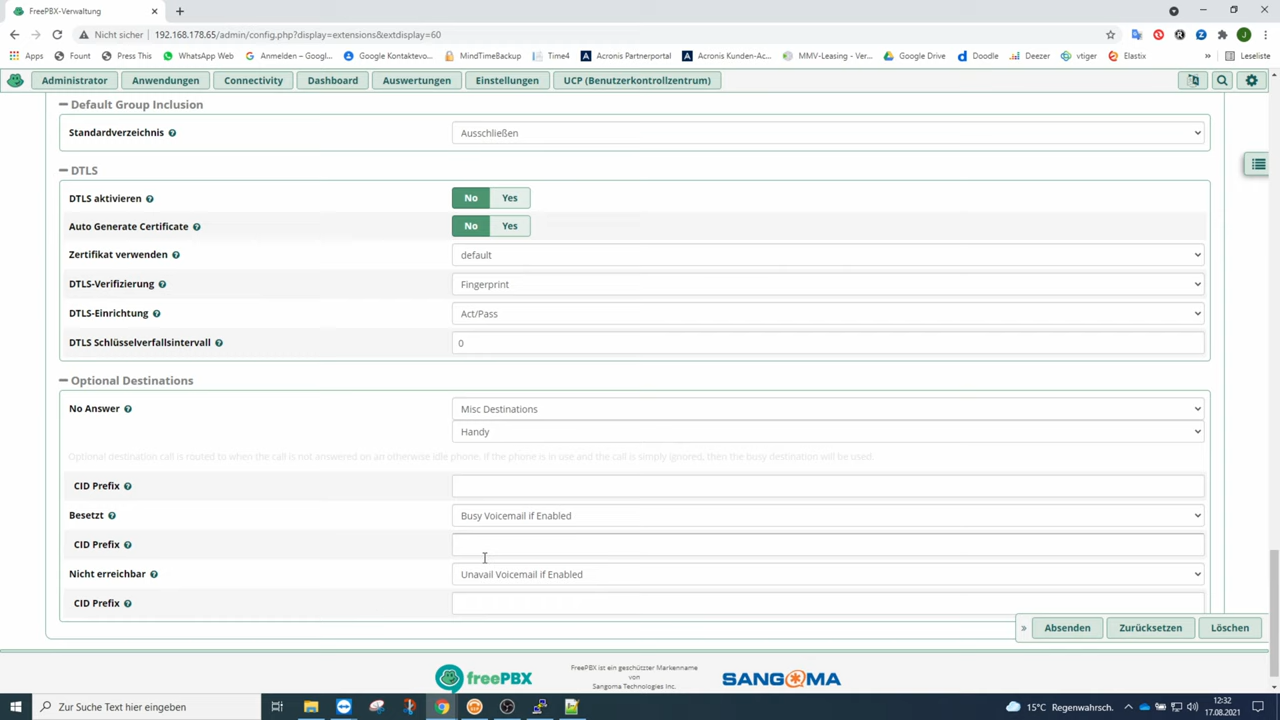 FreePBX-Verwaltung
Nicht sicher 192.168.178.65/admin/config.php?display=extensions&extdisplay=60
Apps Fount Press This WhatsApp Web Anmelden – Googl... Google Kontaktevo... MindTimeBackup Time4 Acronis Partnerportal Acronis Kunden-Ac... MMV-Leasing - Ver... Google Drive Doodle Deezer vtiger Elastix Leseliste
Administrator Anwendungen Connectivity Dashboard Auswertungen Einstellungen UCP (Benutzerkontrollzentrum)
Default Group Inclusion
Standardverzeichnis Ausschließen
DTLS
DTLS aktivieren No Yes
Auto Generate Certificate No Yes
Zertifikat verwenden default
DTLS-Verifizierung Fingerprint
DTLS-Einrichtung Act/Pass
DTLS Schlüsselverfallsintervall 0
Optional Destinations
No Answer Misc Destinations
Handy
Optional destination call is routed to when the call is not answered on an otherwise idle phone. If the phone is in use and the call is simply ignored, then the busy destination will be used.
CID Prefix
Besetzt Busy Voicemail if Enabled
CID Prefix
Nicht erreichbar Unavail Voicemail if Enabled
CID Prefix
» Absenden Zurücksetzen Löschen
freePBX
FreePBX ist ein geschützter Markenname
von
Sangoma Technologies Inc.
SANGOMA
Zur Suche Text hier eingeben
15°C Regenwahrsch.
12:32
17.08.2021